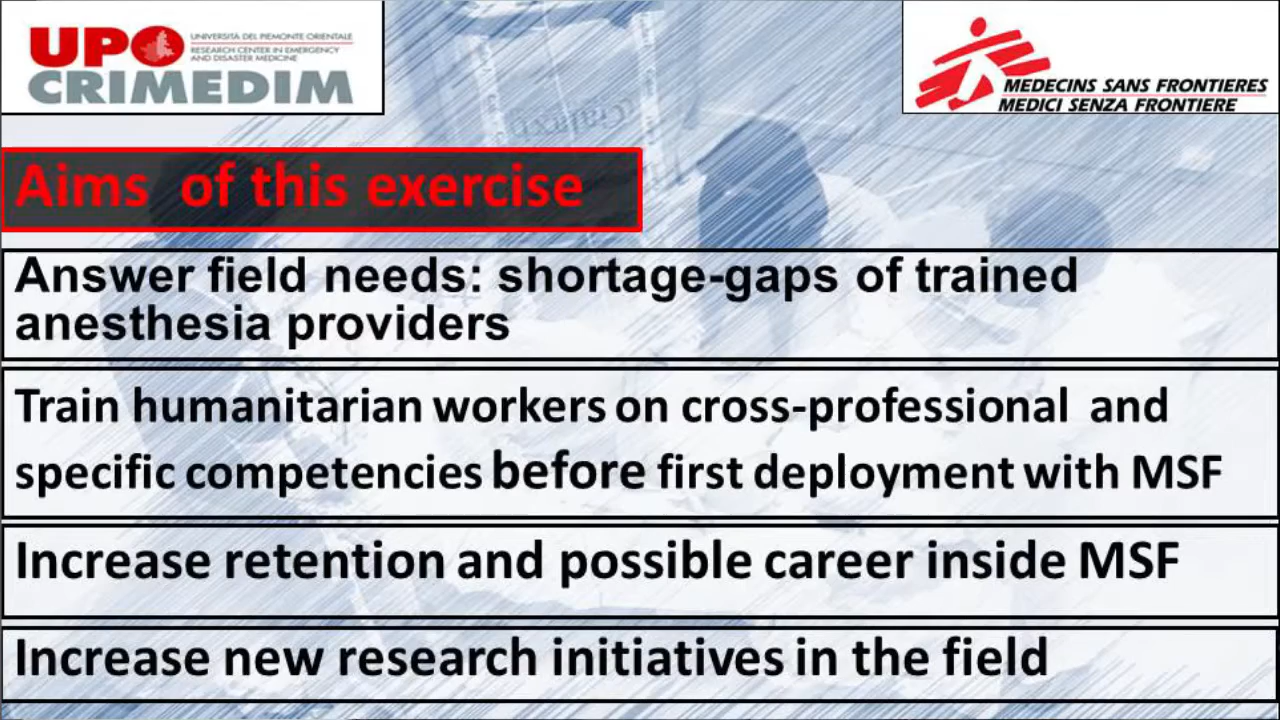 UPO
UNIVERSITÀ DEL PIEMONTE ORIENTALE
RESEARCH CENTER IN EMERGENCY
AND DISASTER MEDICINE
CRIMEDIM
MEDECINS SANS FRONTIERES
MEDICI SENZA FRONTIERE
Aims of this exercise
Answer field needs: shortage-gaps of trained
anesthesia providers
Train humanitarian workers on cross-professional and
specific competencies before first deployment with MSF
Increase retention and possible career inside MSF
Increase new research initiatives in the field